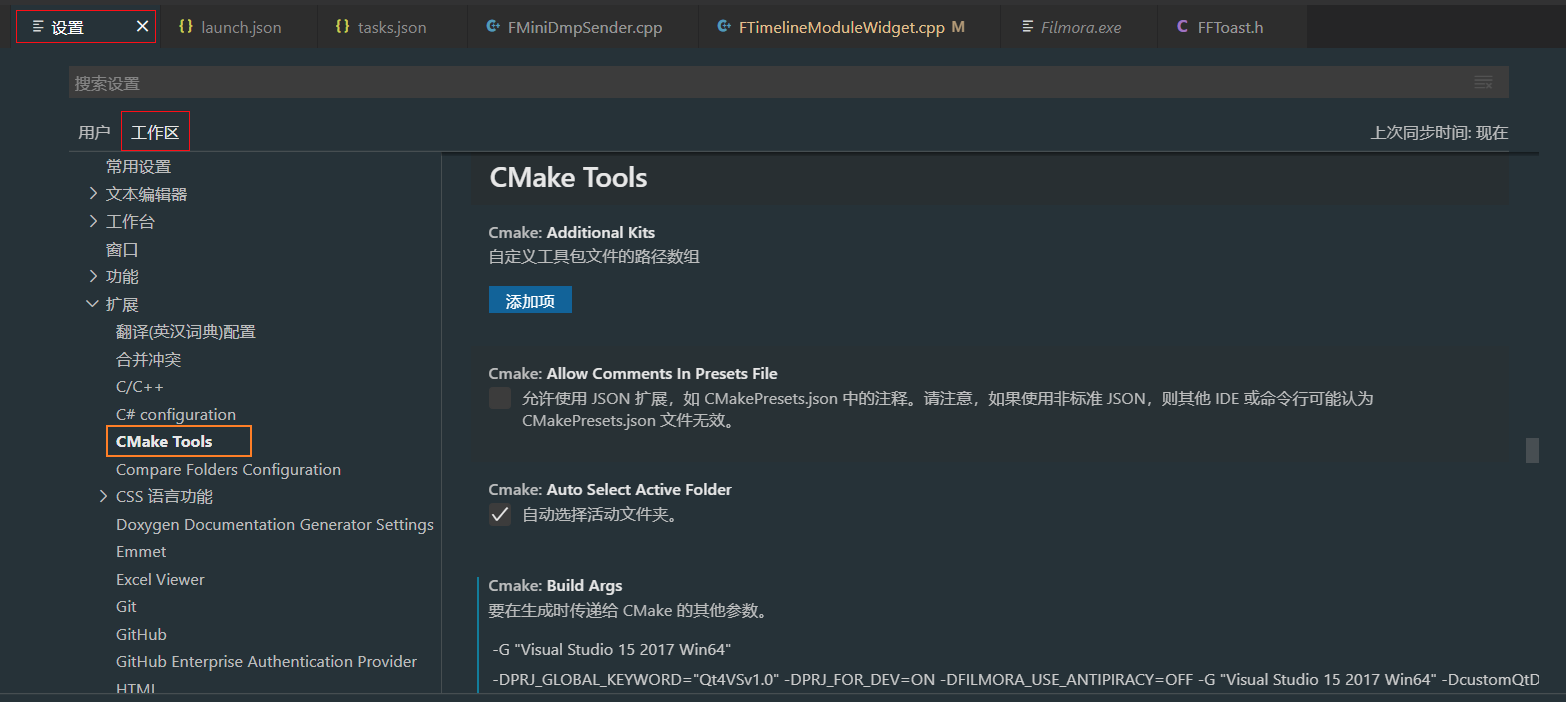 设置
launch.json
tasks.json
FMiniDmpSender.cpp
FTimelineModuleWidget.cpp M
Filmora.exe
C FFToast.h
搜索设置
用户
工作区
上次同步时间: 现在
常用设置
文本编辑器
工作台
窗口
功能
扩展
翻译(英汉词典)配置
合并冲突
C/C++
C# configuration
CMake Tools
Compare Folders Configuration
CSS 语言功能
Doxygen Documentation Generator Settings
Emmet
Excel Viewer
Git
GitHub
GitHub Enterprise Authentication Provider
HTML
CMake Tools
Cmake: Additional Kits
自定义工具包文件的路径数组
添加项
Cmake: Allow Comments In Presets File
允许使用 JSON 扩展，如 CMakePresets.json 中的注释。请注意，如果使用非标准 JSON，则其他 IDE 或命令行可能认为
CMakePresets.json 文件无效。
Cmake: Auto Select Active Folder
自动选择活动文件夹。
Cmake: Build Args
要在生成时传递给 CMake 的其他参数。
-G "Visual Studio 15 2017 Win64"
-DPRJ_GLOBAL_KEYWORD="Qt4VSv1.0" -DPRJ_FOR_DEV=ON -DFILMORA_USE_ANTIPIRACY=OFF -G "Visual Studio 15 2017 Win64" -DcustomQtD